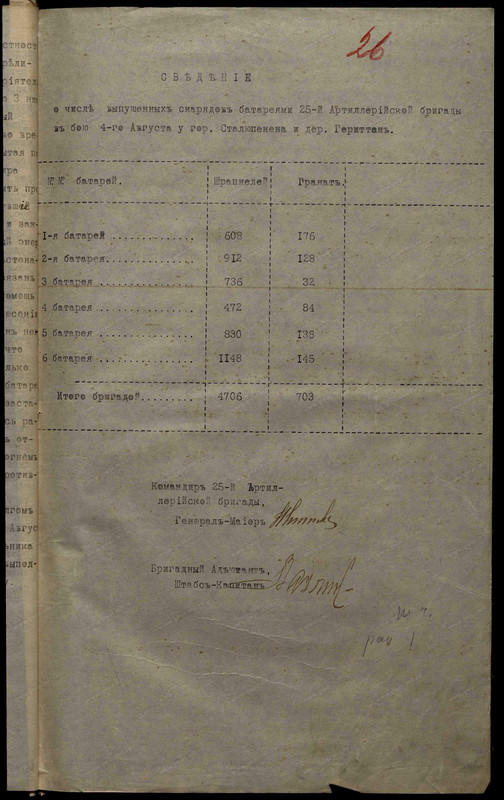 26
СВѢДѢНІЕ
о числѣ выпушенныхъ снарядовъ батареями 25-й Артиллерійской бригады
въ бою 4-го Августа у гор. Сталюпенена и дер. Гериттанъ.
№№ батарей. Шрапнелей Гранатъ.
1-я батарей .............. 608 176
2-я батарея.............. 912 128
3 батарея .............. 736 32
4 батарея .............. 472 84
5 батарея .............. 830 138
6 батарея .............. 1148 145
Итого бригадой......... 4706 703
Командиръ 25-й Артил-
лерійской бригады,
Генералъ-Маіоръ
Бригадный Адъютантъ,
Штабсъ-Капитанъ